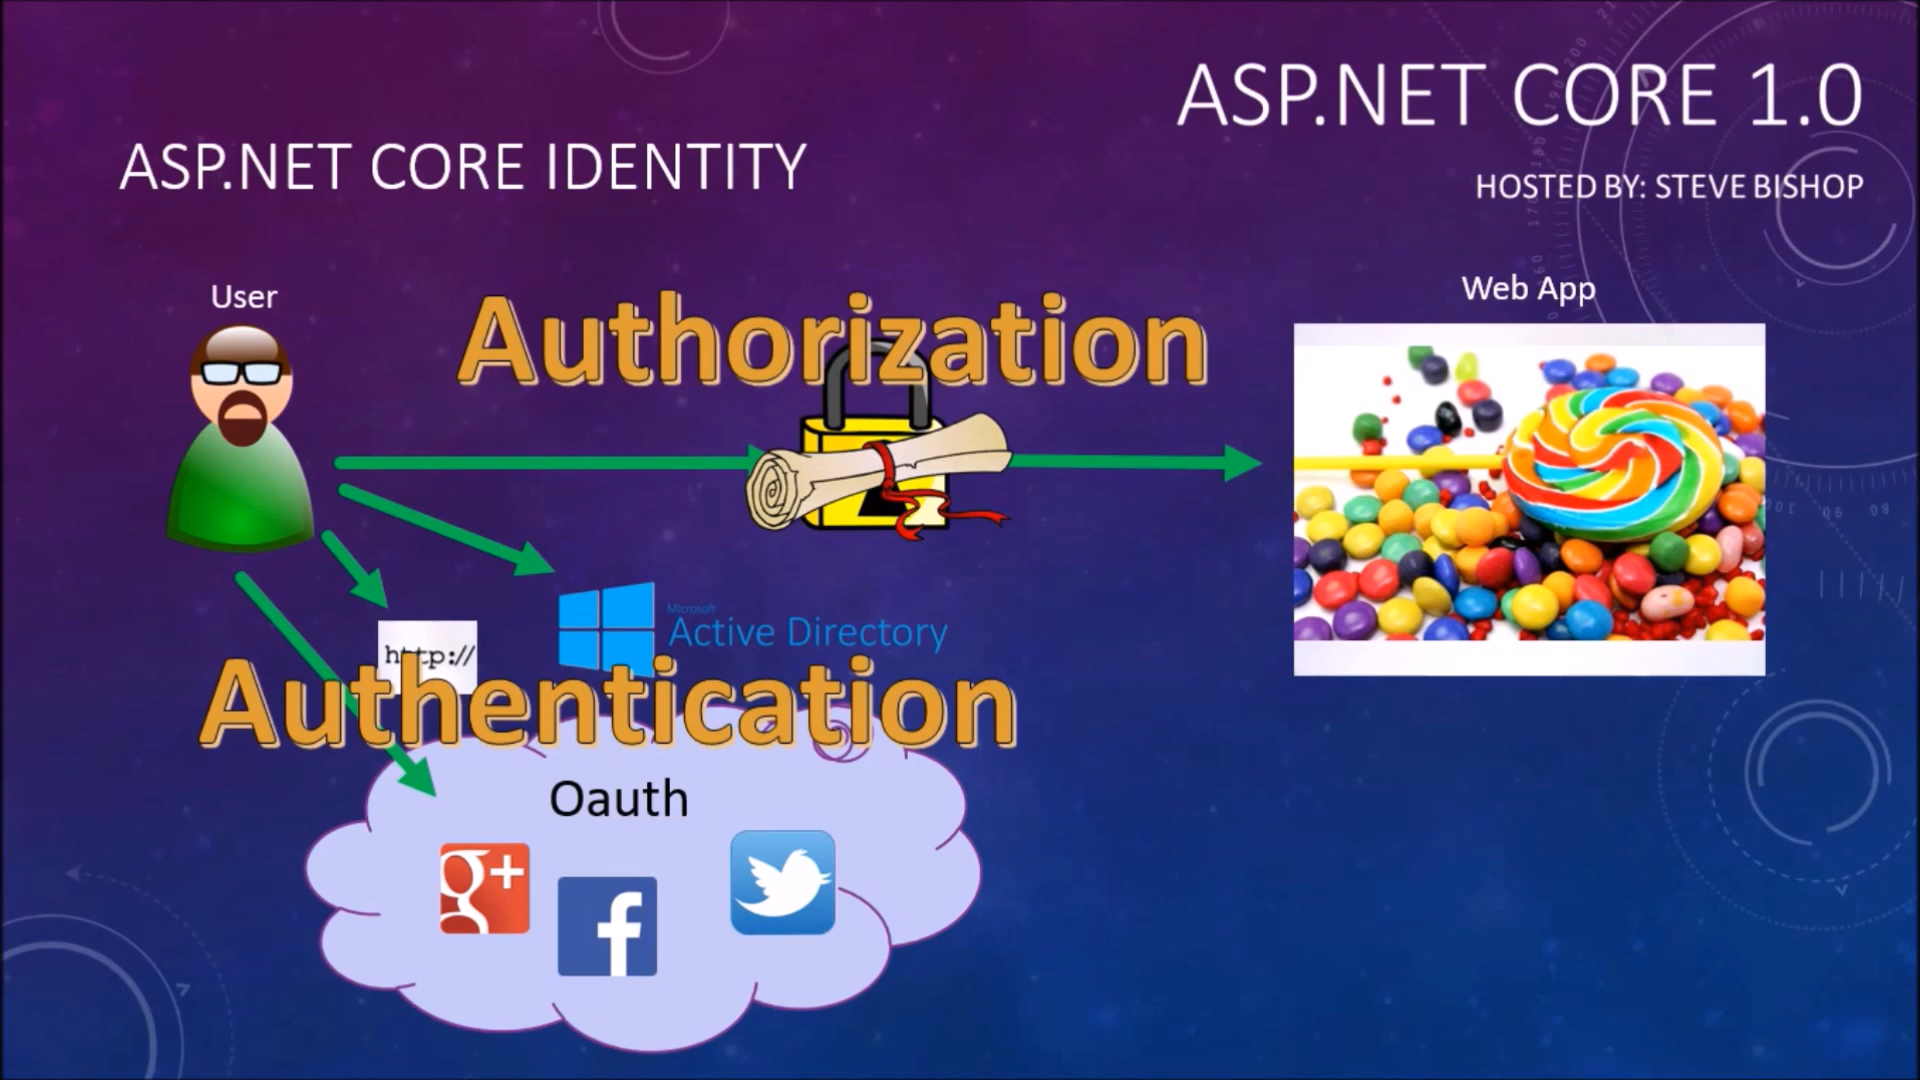 ASP.NET CORE 1.0
HOSTED BY: STEVE BISHOP
ASP.NET CORE IDENTITY
User
Web App
Authorization
Microsoft
Active Directory
http://
Authentication
Oauth
g+
f